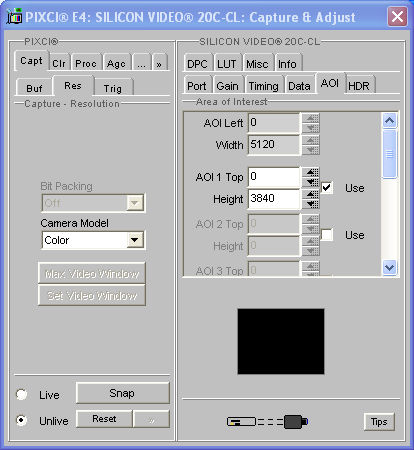 PIXCI® E4: SILICON VIDEO® 20C-CL: Capture & Adjust
PIXCI®
Capt Clr Proc Agc ... »
Buf Res Trig
Capture - Resolution
Bit Packing
Off
Camera Model
Color
Max Video Window
Set Video Window
Live
Snap
Unlive
Reset
»
SILICON VIDEO® 20C-CL
DPC LUT Misc Info
Port Gain Timing Data AOI HDR
Area of Interest
AOI Left 0
Width 5120
AOI 1 Top 0
Use
Height 3840
AOI 2 Top 0
Use
Height 0
AOI 3 Top 0
Tips